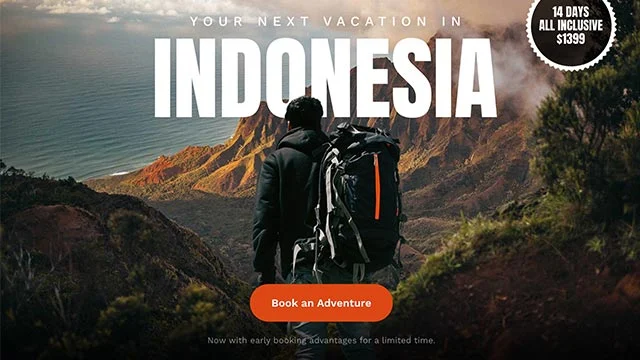 YOUR NEXT VACATION IN
INDONESIA
14 DAYS
ALL INCLUSIVE
$1399
Book an Adventure
Now with early booking advantages for a limited time.